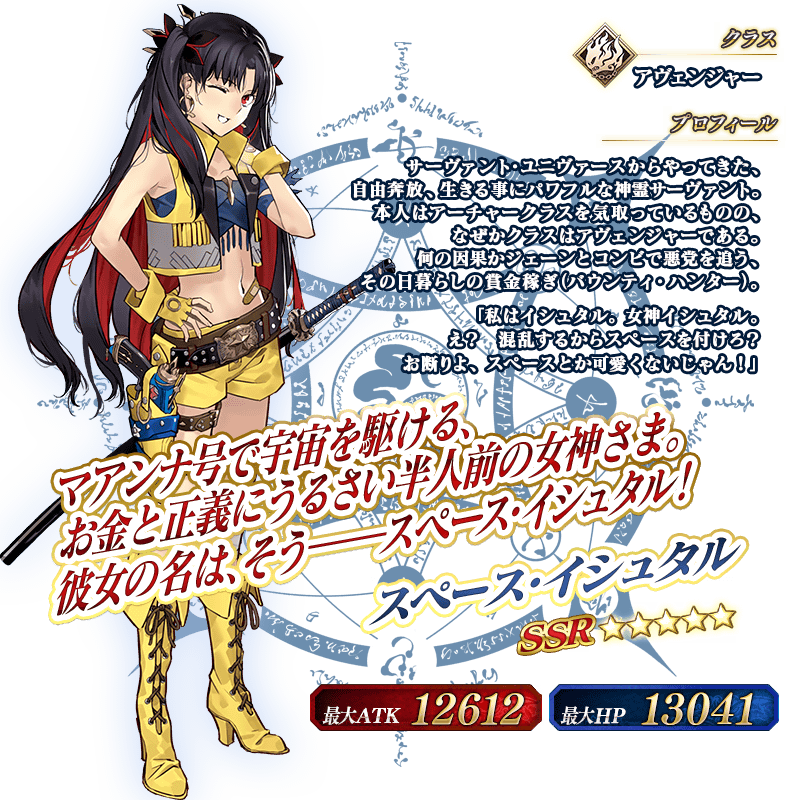 クラス
アヴェンジャー
プロフィール
サーヴァント・ユニヴァースからやってきた、
自由奔放、生きる事にパワフルな神霊サーヴァント。
本人はアーチャークラスを気取っているものの、
なぜかクラスはアヴェンジャーである。
何の因果かジェーンとコンビで悪党を追う、
その日暮らしの賞金稼ぎ(バウンティ・ハンター)。
「私はイシュタル。女神イシュタル。
え？　混乱するからスペースを付けろ？
お断りよ、スペースとか可愛くないじゃん！」
マアンナ号で宇宙を駆ける、
お金と正義にうるさい半人前の女神さま。
彼女の名は、そう――スペース・イシュタル！
スペース・イシュタル
SSR ☆☆☆☆☆
最大ATK 12612
最大HP 13041